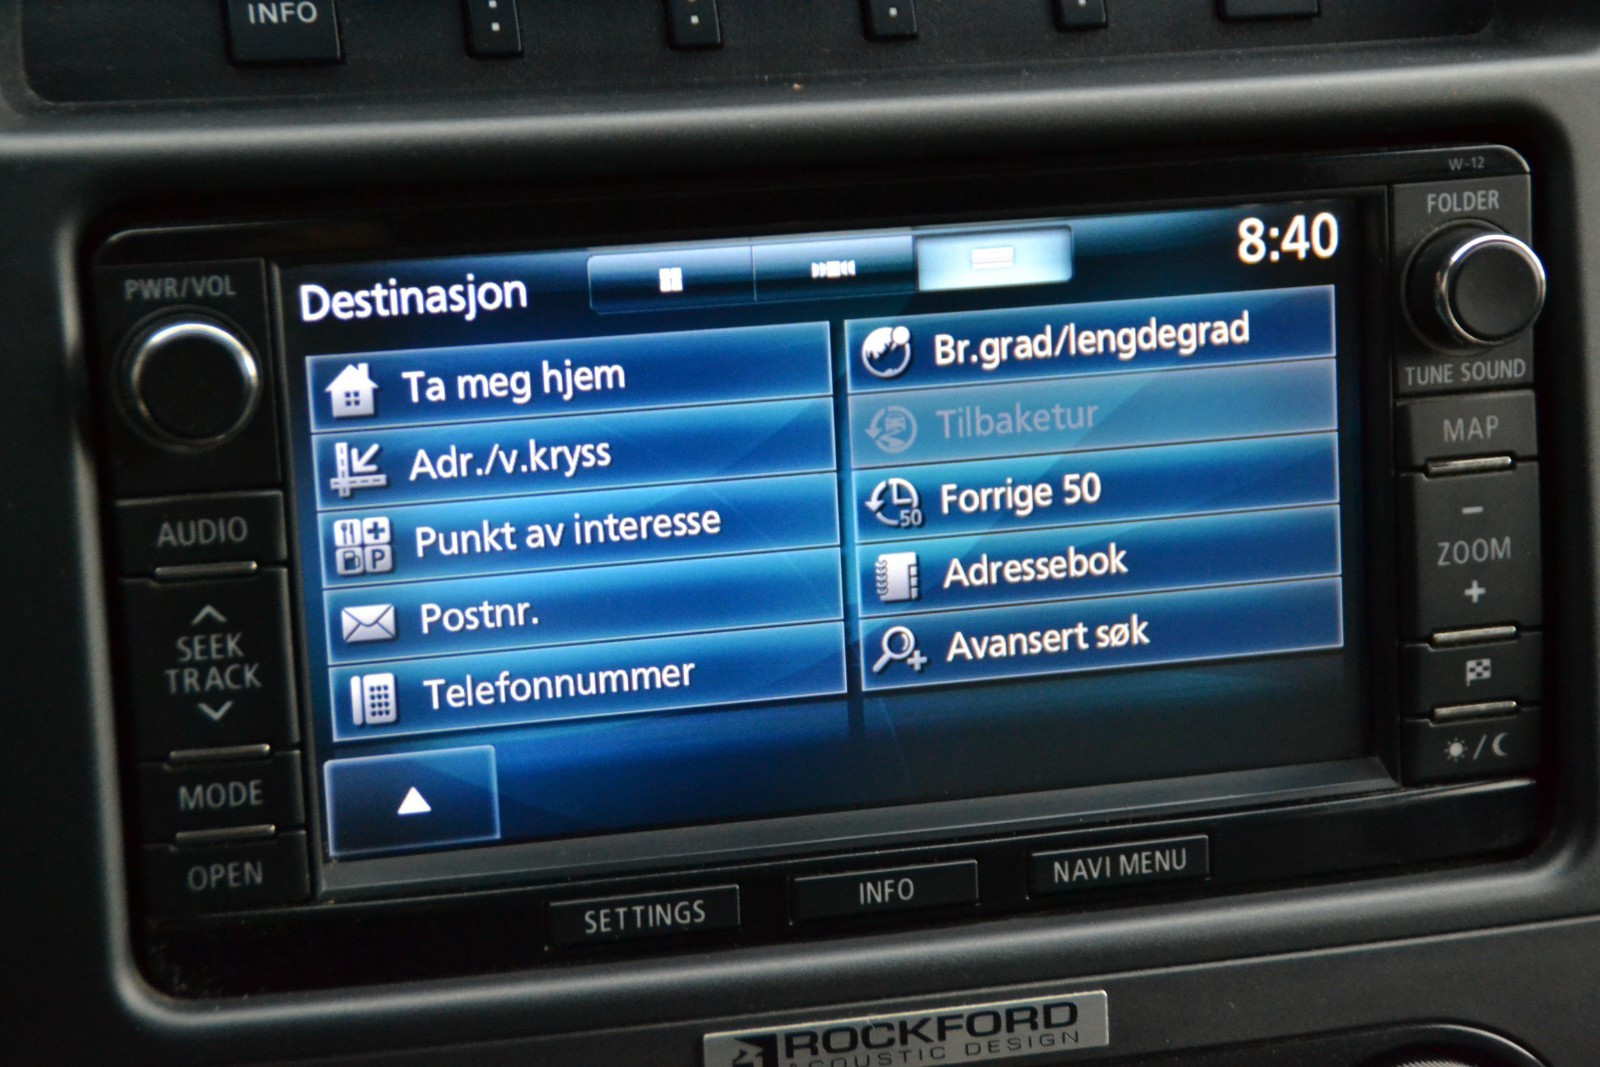 INFO
W-12
PWR/VOL
AUDIO
SEEK
TRACK
MODE
OPEN
Destinasjon
8:40
Ta meg hjem
Adr./v.kryss
Punkt av interesse
P
Postnr.
Telefonnummer
Br.grad/lengdegrad
Tilbaketur
50
Forrige 50
Adressebok
Avansert søk
FOLDER
TUNE SOUND
MAP
−
ZOOM
+
SETTINGS
INFO
NAVI MENU
ROCKFORD
ACOUSTIC DESIGN